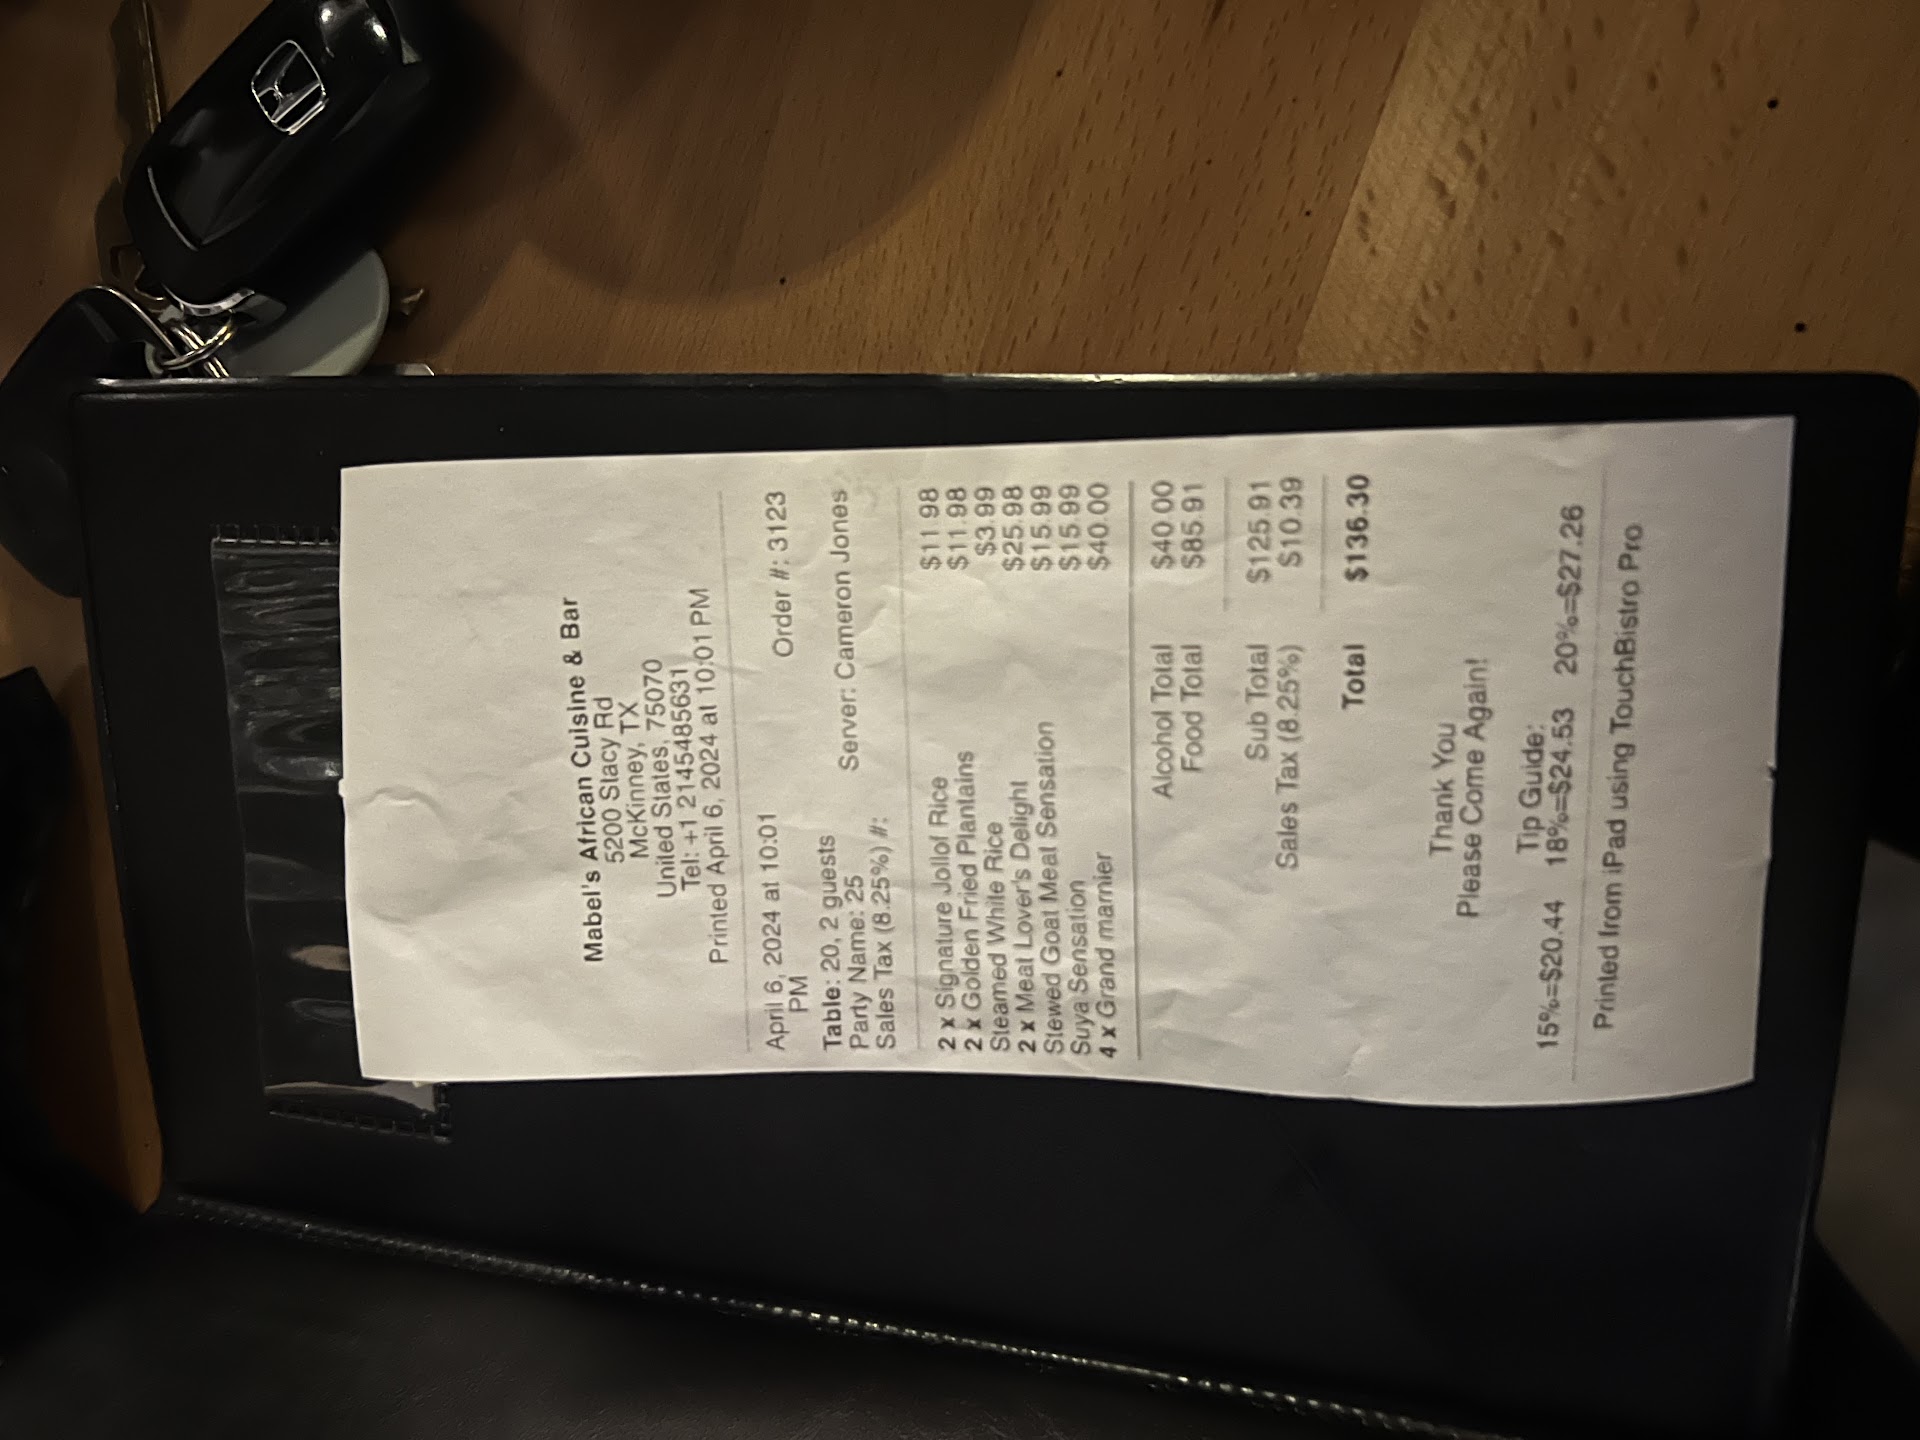 Mabel's African Cuisine & Bar
5200 Stacy Rd
McKinney, TX
United States, 75070
Tel: +1 2145485631
Printed April 6, 2024 at 10:01 PM
April 6, 2024 at 10:01 PM Order #: 3123
Table: 20, 2 guests
Party Name: 25 Server: Cameron Jones
Sales Tax (8.25%) #:
2 x Signature Jollof Rice $11.98
2 x Golden Fried Plantains $11.98
Steamed White Rice $3.99
2 x Meat Lover's Delight $25.98
Stewed Goat Meat Sensation $15.99
Suya Sensation $15.99
4 x Grand marnier $40.00
Alcohol Total $40.00
Food Total $85.91
Sub Total $125.91
Sales Tax (8.25%) $10.39
Total $136.30
Thank You
Please Come Again!
Tip Guide:
15%=$20.44 18%=$24.53 20%=$27.26
Printed from iPad using TouchBistro Pro